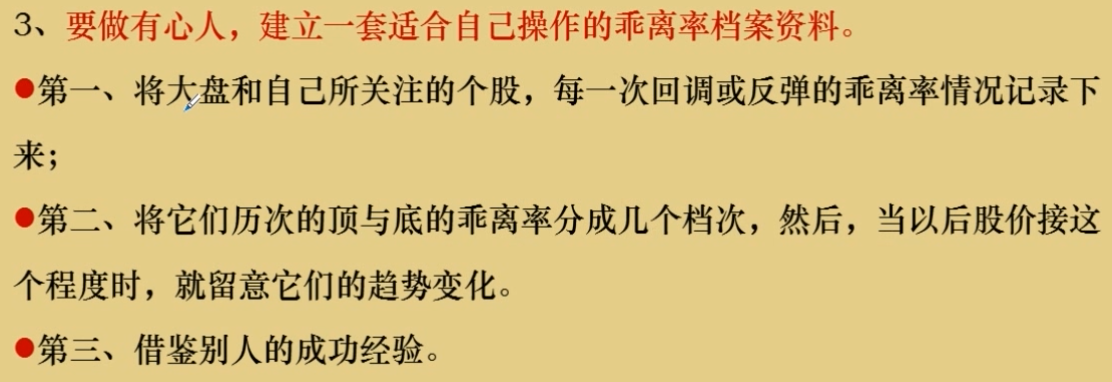 3、要做有心人，建立一套适合自己操作的乖离率档案资料。
●第一、将大盘和自己所关注的个股，每一次回调或反弹的乖离率情况记录下
来；
●第二、将它们历次的顶与底的乖离率分成几个档次，然后，当以后股价接这
个程度时，就留意它们的趋势变化。
●第三、借鉴别人的成功经验。